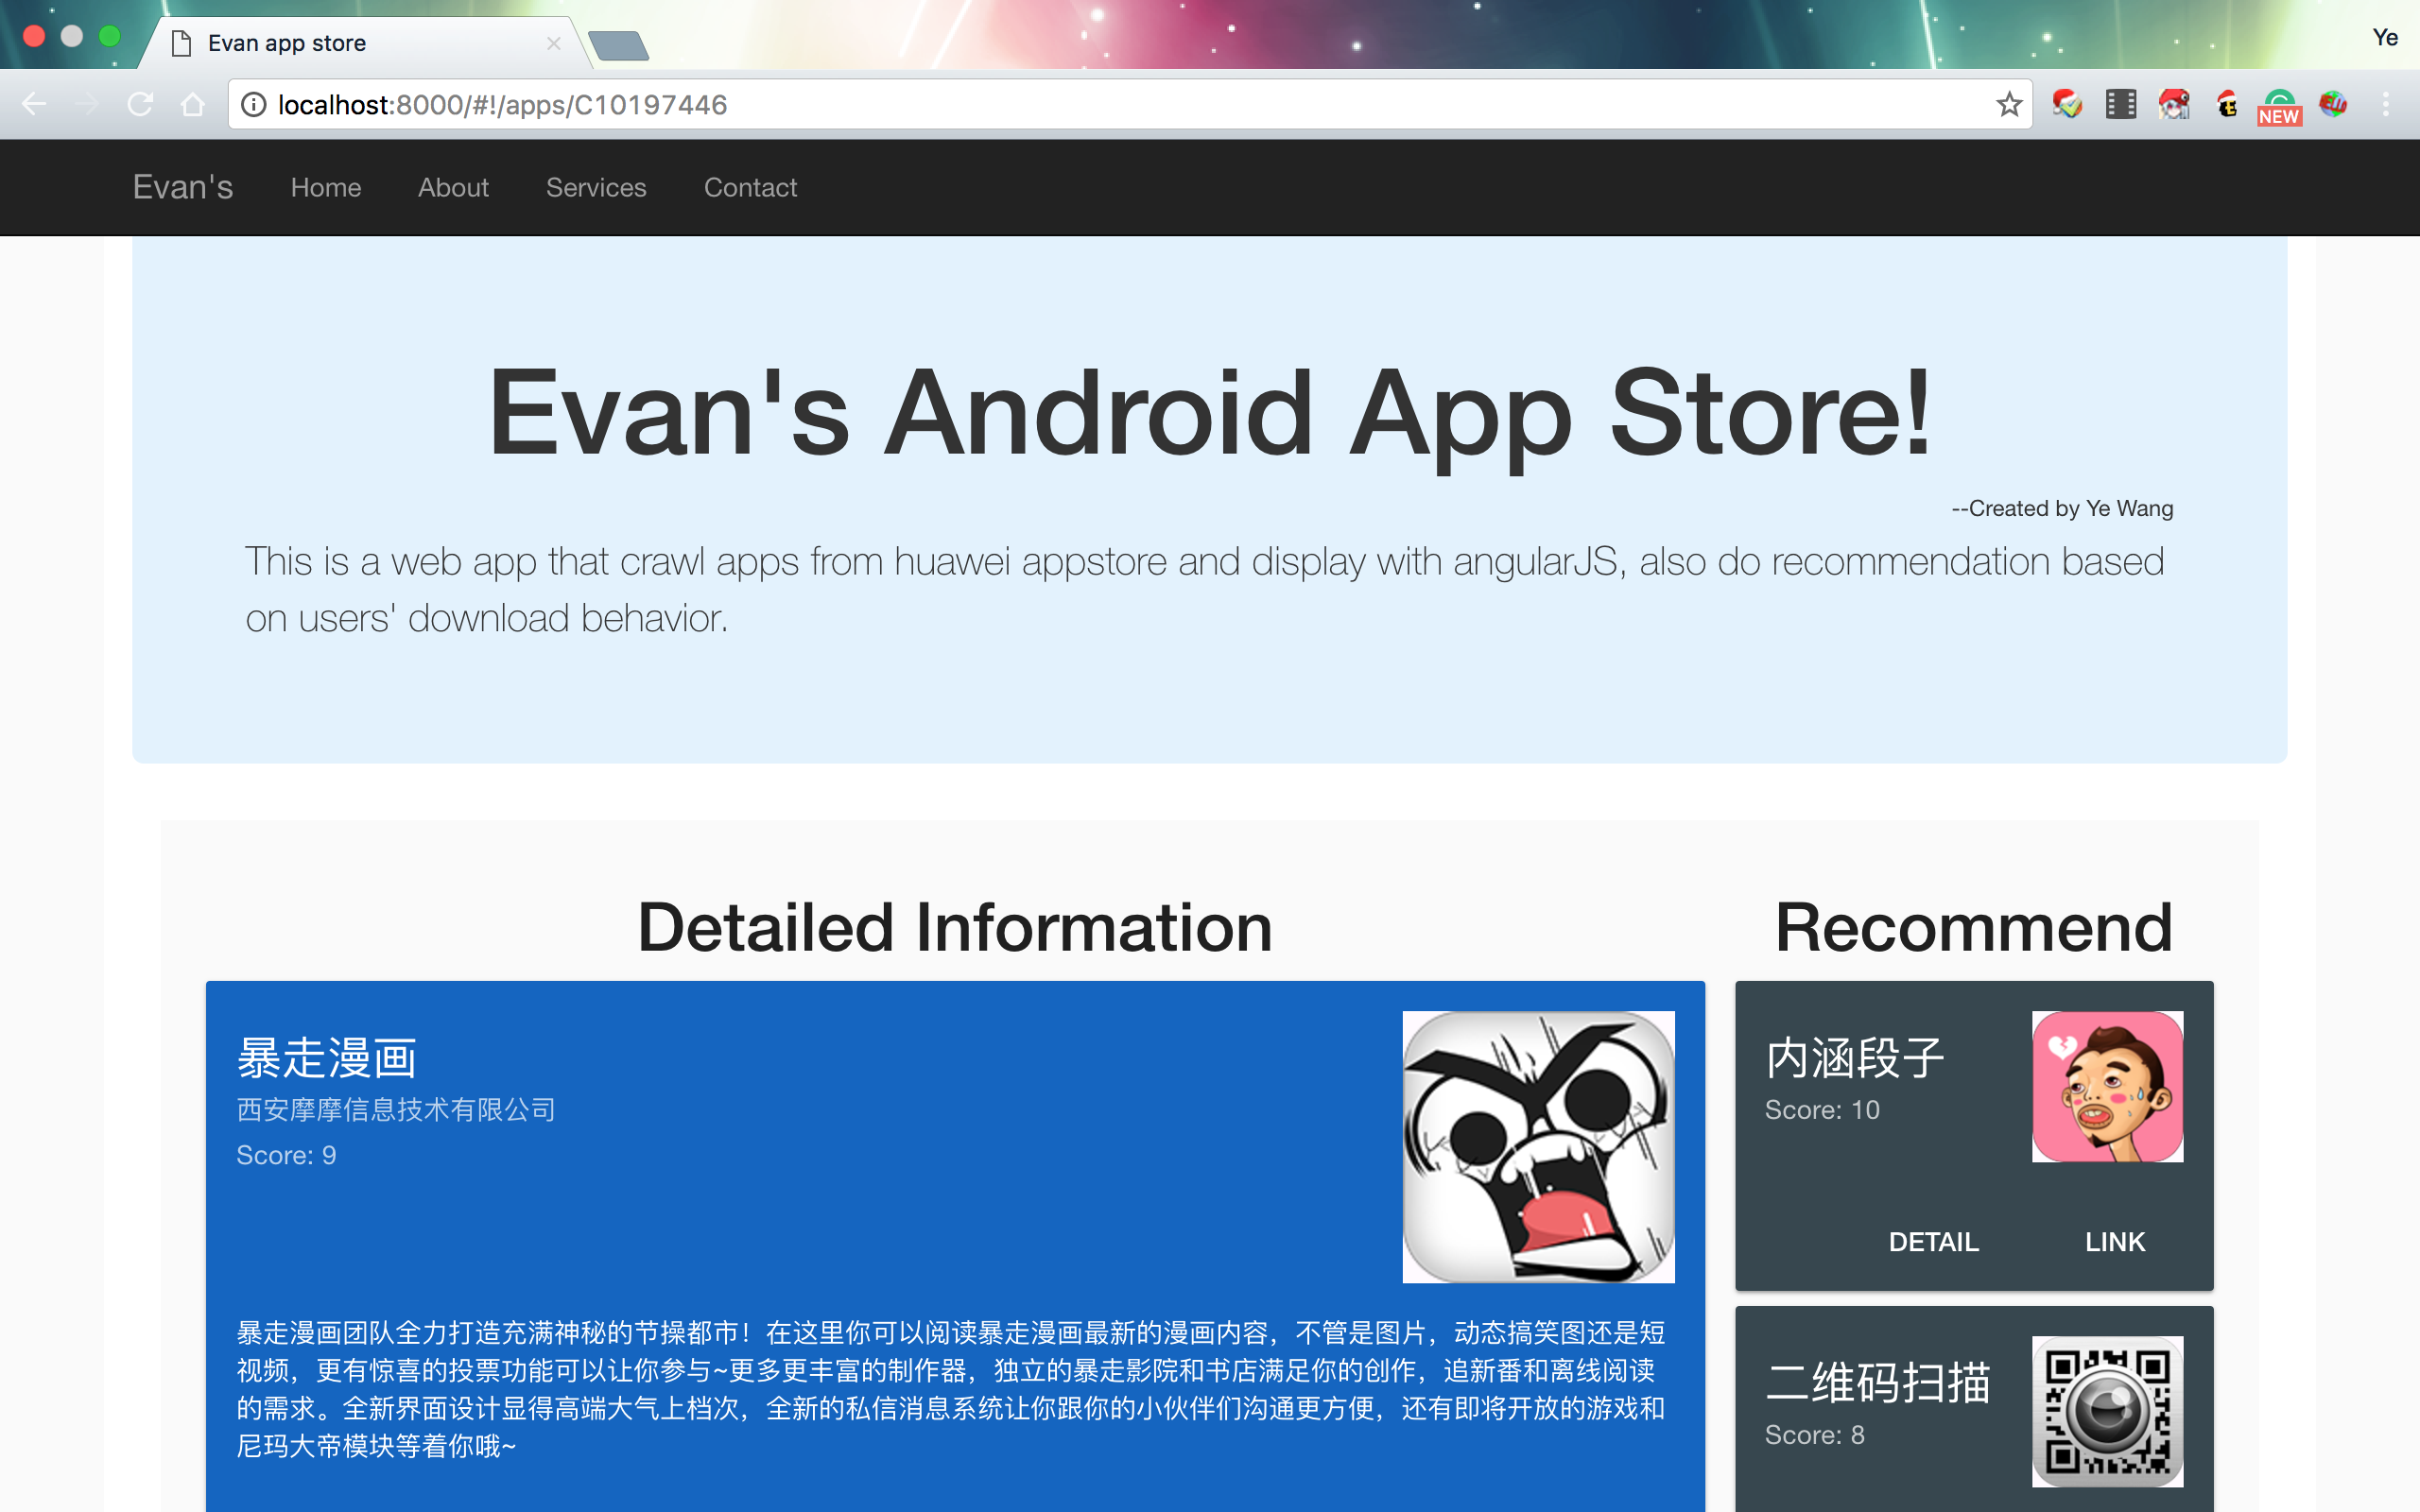 Evan app store
Ye
localhost:8000/#!/apps/C10197446
NEW
Evan's Home About Services Contact
Evan's Android App Store!
--Created by Ye Wang
This is a web app that crawl apps from huawei appstore and display with angularJS, also do recommendation based
on users' download behavior.
Detailed Information
暴走漫画
西安摩摩信息技术有限公司
Score: 9
暴走漫画团队全力打造充满神秘的节操都市！在这里你可以阅读暴走漫画最新的漫画内容，不管是图片，动态搞笑图还是短
视频，更有惊喜的投票功能可以让你参与~更多更丰富的制作器，独立的暴走影院和书店满足你的创作，追新番和离线阅读
的需求。全新界面设计显得高端大气上档次，全新的私信消息系统让你跟你的小伙伴们沟通更方便，还有即将开放的游戏和
尼玛大帝模块等着你哦~
Recommend
内涵段子
Score: 10
DETAIL LINK
二维码扫描
Score: 8